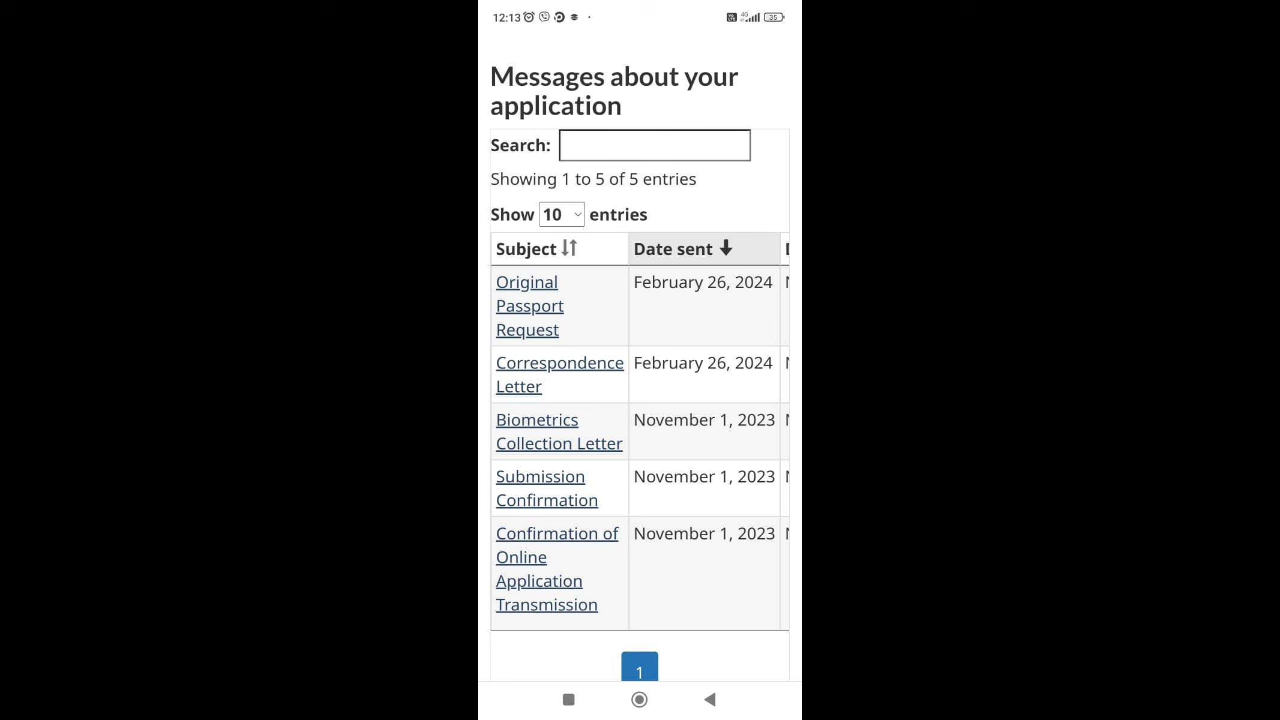 12:13
35
Messages about your
application
Search:
Showing 1 to 5 of 5 entries
Show 10 entries
Subject Date sent
Original
Passport
Request
February 26, 2024
Correspondence
Letter
February 26, 2024
Biometrics
Collection Letter
November 1, 2023
Submission
Confirmation
November 1, 2023
Confirmation of
Online
Application
Transmission
November 1, 2023
1